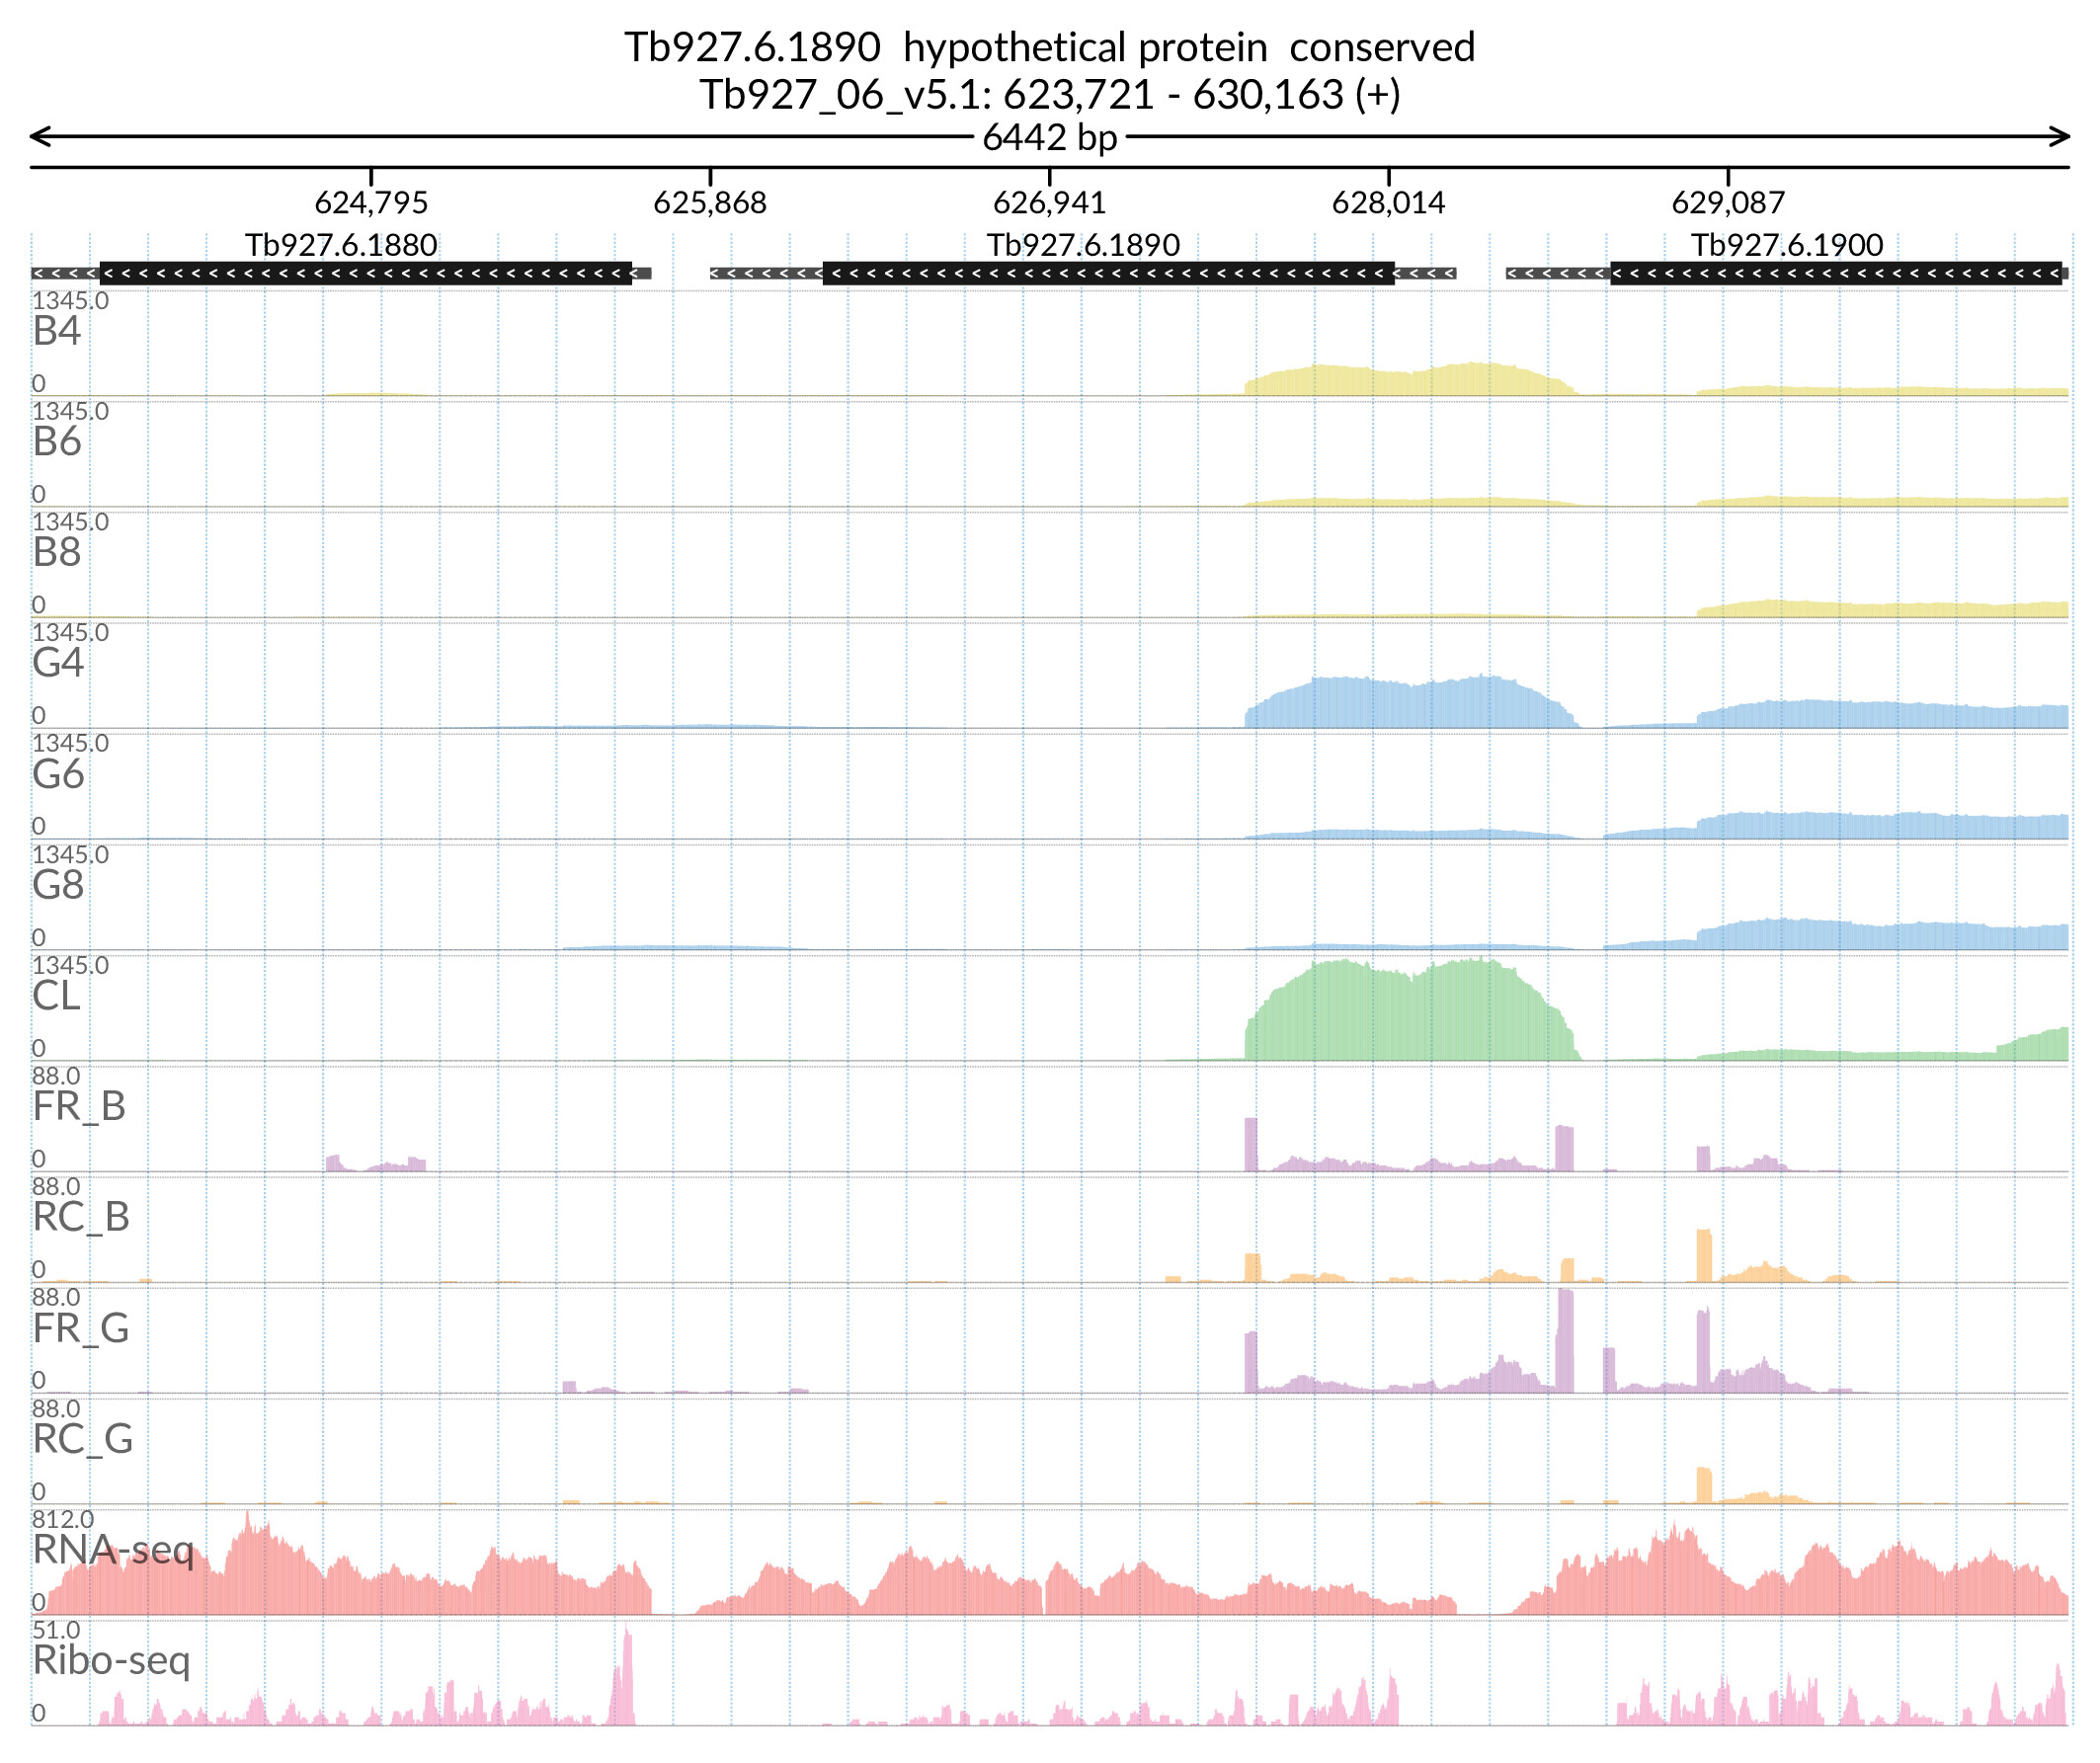 Tb927.6.1890 hypothetical protein conserved
Tb927_06_v5.1: 623,721 - 630,163 (+)
6442 bp
624,795 625,868 626,941 628,014 629,087
Tb927.6.1880 Tb927.6.1890 Tb927.6.1900
1345.0
B4
0
1345.0
B6
0
1345.0
B8
0
1345.0
G4
0
1345.0
G6
0
1345.0
G8
0
1345.0
CL
0
88.0
FR_B
0
88.0
RC_B
0
88.0
FR_G
0
88.0
RC_G
0
812.0
RNA-seq
0
51.0
Ribo-seq
0